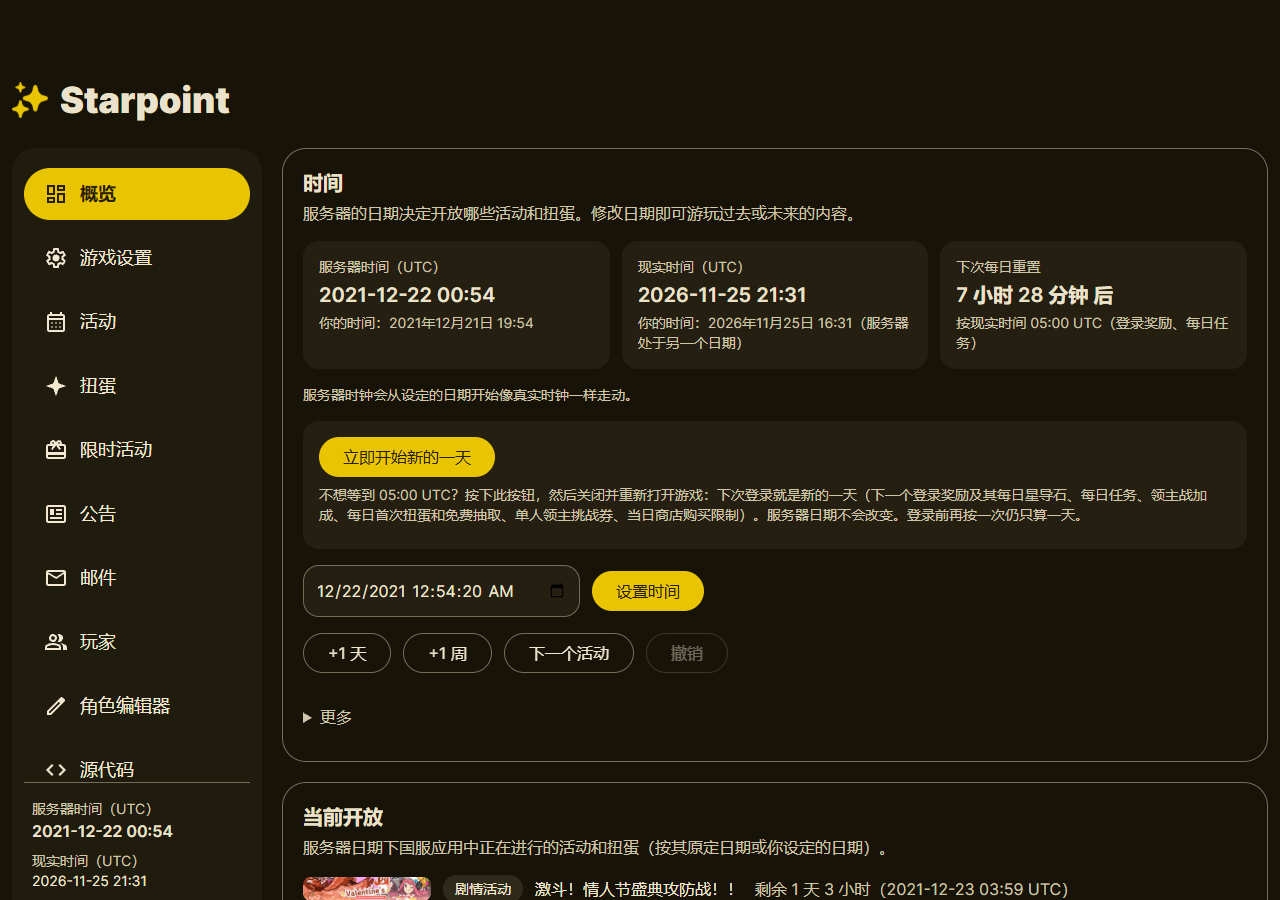 Starpoint
概览
游戏设置
活动
扭蛋
限时活动
公告
邮件
玩家
角色编辑器
源代码
服务器时间（UTC）
2021-12-22 00:54
现实时间（UTC）
2026-11-25 21:31
时间
服务器的日期决定开放哪些活动和扭蛋。修改日期即可游玩过去或未来的内容。
服务器时间（UTC）
2021-12-22 00:54
你的时间：2021年12月21日 19:54
现实时间（UTC）
2026-11-25 21:31
你的时间：2026年11月25日 16:31（服务器
处于另一个日期）
下次每日重置
7 小时 28 分钟 后
按现实时间 05:00 UTC（登录奖励、每日任
务）
服务器时钟会从设定的日期开始像真实时钟一样走动。
立即开始新的一天
不想等到 05:00 UTC？按下此按钮，然后关闭并重新打开游戏：下次登录就是新的一天（下一个登录奖励及其每日星导石、每日任务、领主战加
成、每日首次扭蛋和免费抽取、单人领主挑战券、当日商店购买限制）。服务器日期不会改变。登录前再按一次仍只算一天。
12/22/2021 12:54:20 AM
设置时间
+1 天
+1 周
下一个活动
撤销
更多
当前开放
服务器日期下国服应用中正在进行的活动和扭蛋（按其原定日期或你设定的日期）。
Valentine's
剧情活动
激斗！情人节盛典攻防战！！
剩余 1 天 3 小时（2021-12-23 03:59 UTC）